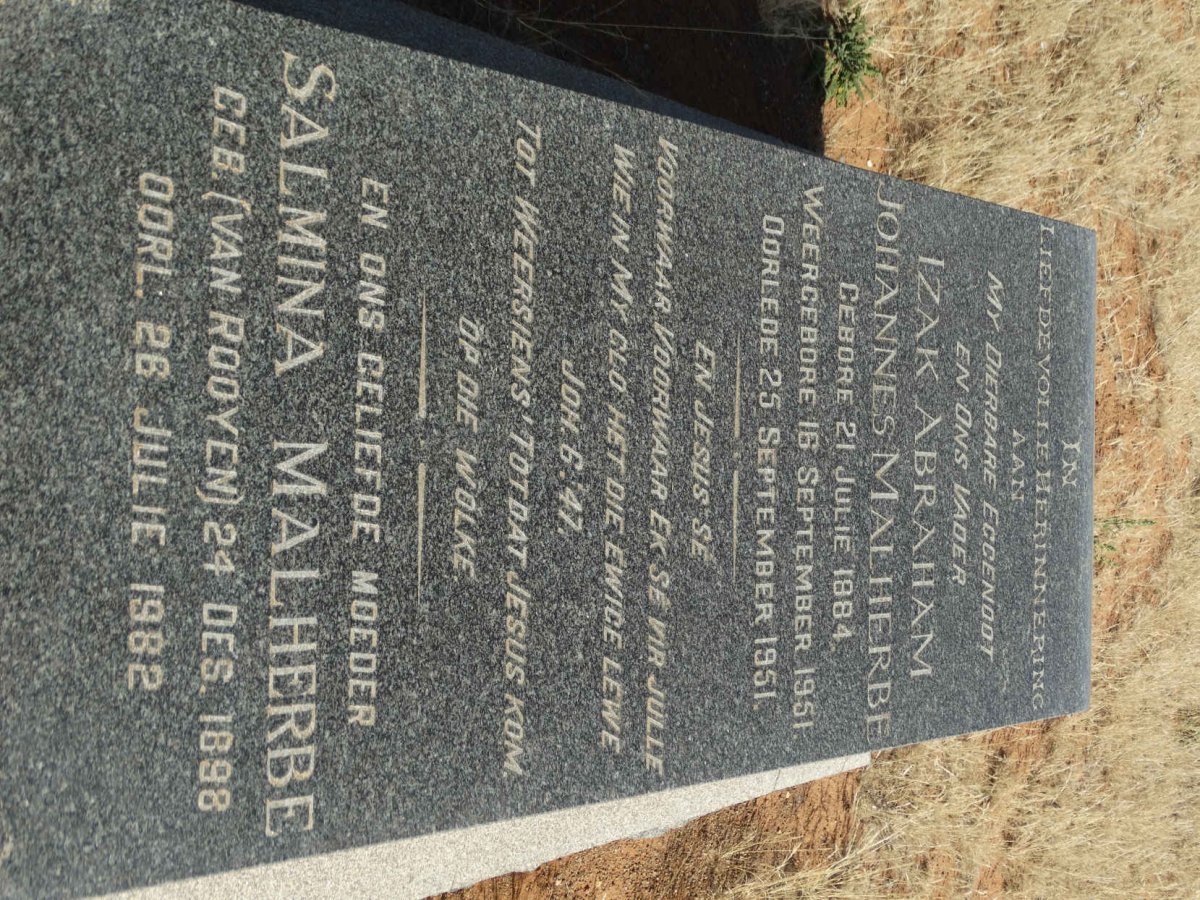 IN
LIEFDEVOLLE HERINNERING
AAN
MY DIERBARE EGGENOOT
EN ONS VADER
IZAK ABRAHAM
JOHANNES MALHERBE
GEBORE 21 JULIE 1884,
WEERGEBORE 16 SEPTEMBER 1951
OORLEDE 25 SEPTEMBER 1951.
EN JESUS SÊ
VOORWAAR VOORWAAR EK SÊ VIR JULLE
WIE IN MY GLO HET DIE EWIGE LEWE
JOH. 6:47.
TOT WEERSIENS TOTDAT JESUS KOM
OP DIE WOLKE.
EN ONS GELIEFDE MOEDER
SALMINA MALHERBE
GEB. (VAN ROOYEN) 24 DES. 1898
OORL. 26 JULIE 1982